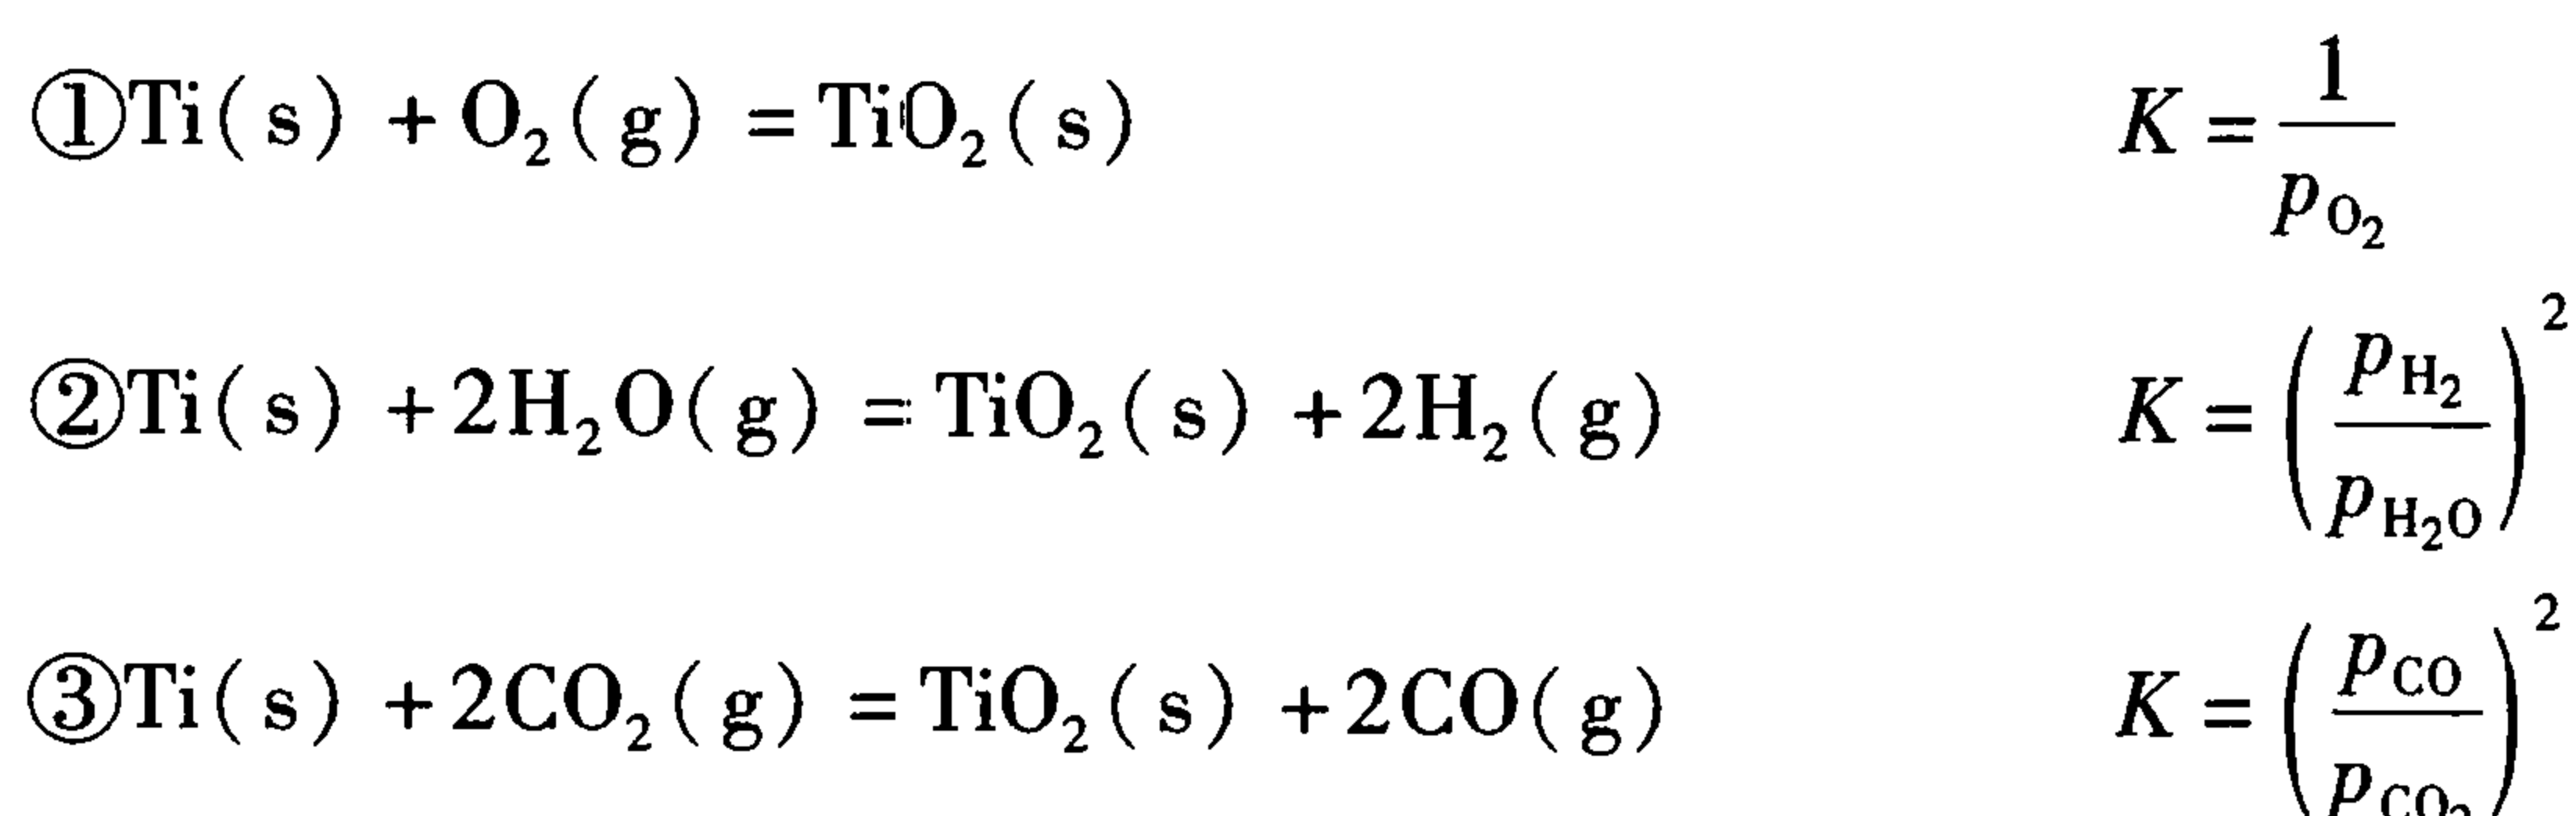 ①Ti(s) + O₂(g) = TiO₂(s) K = 1/p_O₂
②Ti(s) + 2H₂O(g) = TiO₂(s) + 2H₂(g) K = (p_H₂/p_H₂O)²
③Ti(s) + 2CO₂(g) = TiO₂(s) + 2CO(g) K = (p_CO/p_CO₂)²